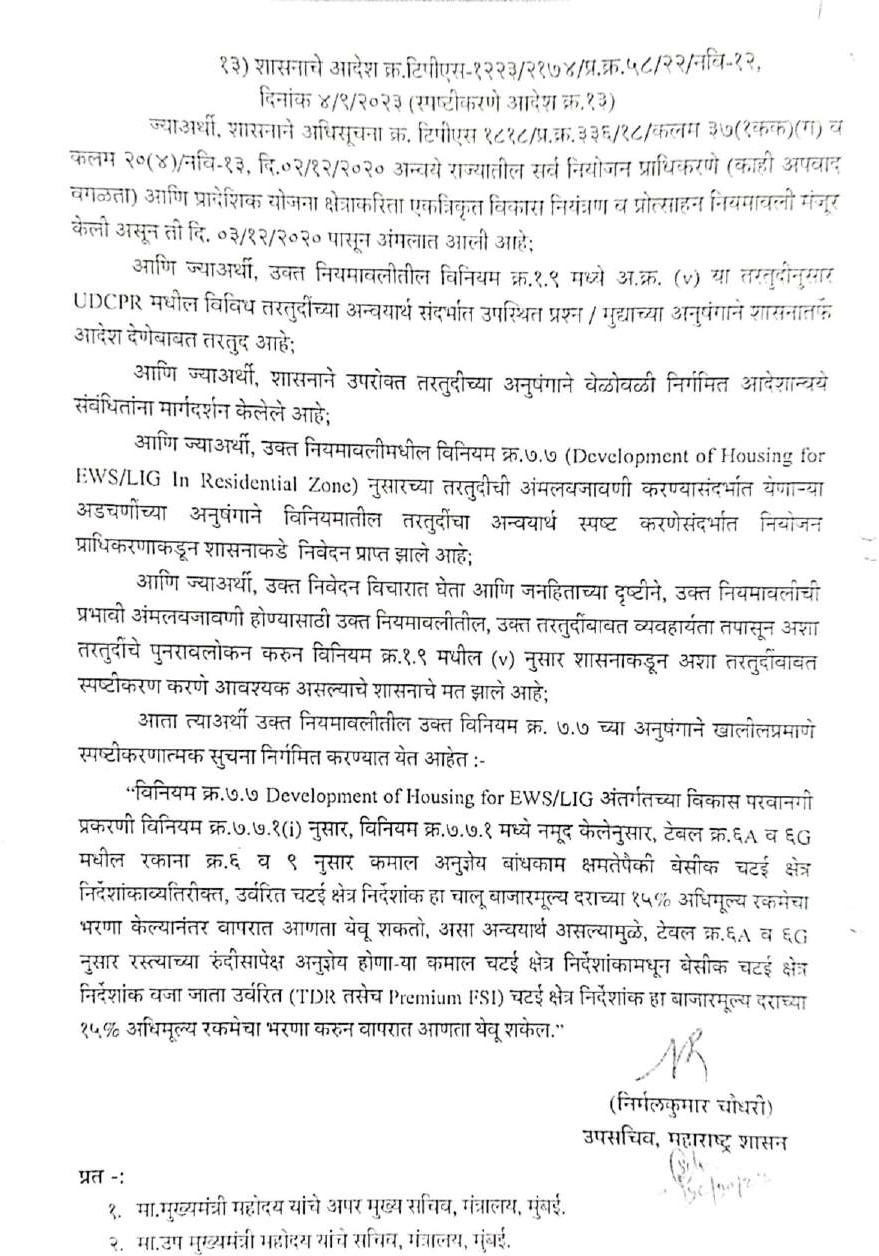 १३) शासनाचे आदेश क्र.टिपीएस-१२२३/२१७४/प्र.क्र.५८/२२/नवि-१२,
दिनांक ४/९/२०२३ (स्पष्टीकरणे आदेश क्र.१३)
ज्याअर्थी, शासनाने अधिसूचना क्र. टिपीएस १८१८/प्र.क्र.३३६/१८/कलम ३७(१कक)(ग) व
कलम २०(४)/नवि-१३, दि.०२/१२/२०२० अन्वये राज्यातील सर्व नियोजन प्राधिकरणे (काही अपवाद
वगळता) आणि प्रादेशिक योजना क्षेत्राकरिता एकत्रिकृत विकास नियंत्रण व प्रोत्साहन नियमावली मंजूर
केली असून ती दि. ०३/१२/२०२० पासून अंमलात आली आहे;
आणि ज्याअर्थी, उक्त नियमावलीतील विनियम क्र.१.९ मध्ये अ.क्र. (v) या तरतुदीनुसार
UDCPR मधील विविध तरतुदींच्या अन्वयार्थ संदर्भात उपस्थित प्रश्न / मुद्याच्या अनुषंगाने शासनातर्फे
आदेश देणेबाबत तरतुद आहे;
आणि ज्याअर्थी, शासनाने उपरोक्त तरतुदीच्या अनुषंगाने वेळोवळी निर्गमित आदेशान्वये
संबंधितांना मार्गदर्शन केलेले आहे;
आणि ज्याअर्थी, उक्त नियमावलीमधील विनियम क्र.७.७ (Development of Housing for
EWS/LIG In Residential Zone) नुसारच्या तरतुदीची अंमलबजावणी करण्यासंदर्भात येणाऱ्या
अडचणींच्या अनुषंगाने विनियमातील तरतुदींचा अन्वयार्थ स्पष्ट करणेसंदर्भात नियोजन
प्राधिकरणाकडून शासनाकडे निवेदन प्राप्त झाले आहे;
आणि ज्याअर्थी, उक्त निवेदन विचारात घेता आणि जनहिताच्या दृष्टीने, उक्त नियमावलीची
प्रभावी अंमलबजावणी होण्यासाठी उक्त नियमावलीतील, उक्त तरतुदींबाबत व्यवहार्यता तपासून अशा
तरतुदींचे पुनरावलोकन करुन विनियम क्र.१.९ मधील (v) नुसार शासनाकडून अशा तरतुदींबाबत
स्पष्टीकरण करणे आवश्यक असल्याचे शासनाचे मत झाले आहे;
आता त्याअर्थी उक्त नियमावलीतील उक्त विनियम क्र. ७.७ च्या अनुषंगाने खालीलप्रमाणे
स्पष्टीकरणात्मक सुचना निर्गमित करण्यात येत आहेत :-
“विनियम क्र.७.७ Development of Housing for EWS/LIG अंतर्गतच्या विकास परवानगी
प्रकरणी विनियम क्र.७.७.१(i) नुसार, विनियम क्र.७.७.१ मध्ये नमूद केलेनुसार, टेबल क्र.६A व ६G
मधील रकाना क्र.६ व ९ नुसार कमाल अनुज्ञेय बांधकाम क्षमतेपैकी बेसीक चटई क्षेत्र
निर्देशांकाव्यतिरीक्त, उर्वरित चटई क्षेत्र निर्देशांक हा चालू बाजारमूल्य दराच्या १५% अधिमूल्य रकमेचा
भरणा केल्यानंतर वापरात आणता येवू शकतो, असा अन्वयार्थ असल्यामुळे, टेबल क्र.६A व ६G
नुसार रस्त्याच्या रुंदीसापेक्ष अनुज्ञेय होणा-या कमाल चटई क्षेत्र निर्देशांकामधून बेसीक चटई क्षेत्र
निर्देशांक वजा जाता उर्वरित (TDR तसेच Premium FSI) चटई क्षेत्र निर्देशांक हा बाजारमूल्य दराच्या
१५% अधिमूल्य रकमेचा भरणा करुन वापरात आणता येवू शकेल.”
(निर्मलकुमार चौधरी)
उपसचिव, महाराष्ट्र शासन
प्रत -:
१. मा.मुख्यमंत्री महोदय यांचे अपर मुख्य सचिव, मंत्रालय, मुंबई.
२. मा.उप मुख्यमंत्री महोदय यांचे सचिव, मंत्रालय, मुंबई.